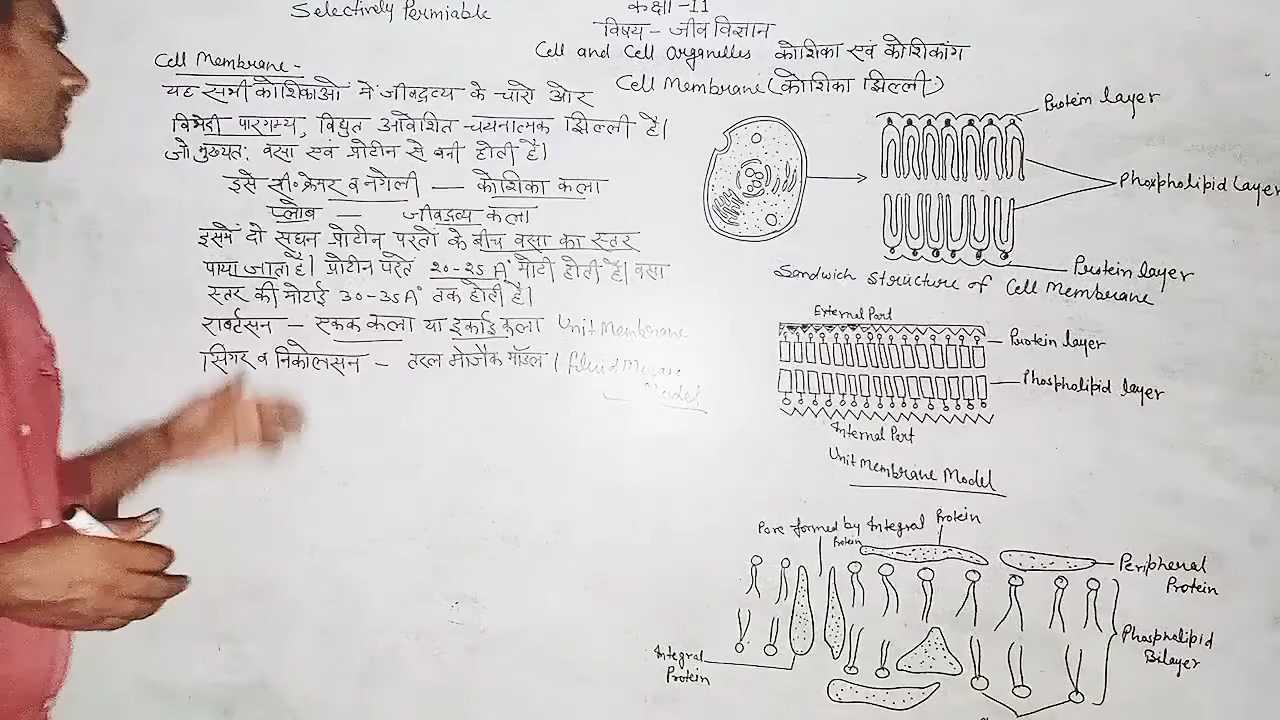 Selectively Permiable
कक्षा -11
विषय - जीव विज्ञान
Cell and Cell Organelles कोशिका एवं कोशिकांग
Cell Membrane (कोशिका झिल्ली)
Cell Membrane -
यह सभी कोशिकाओं में जीवद्रव्य के चारो ओर
विभेदी पारगम्य, विद्युत आवेशित चयनात्मक झिल्ली है।
जो मुख्यत: वसा एवं प्रोटीन से बनी होती है।
इसे सी. क्रेमर व नगेली — कोशिका कला
प्लोव — जीवद्रव्य कला
इसमें दो सघन प्रोटीन परतों के बीच वसा का स्तर
पाया जाता है। प्रोटीन परते 20-25 A° मोटी होती है। वसा
स्तर की मोटाई 30-35A° तक होती है।
राबर्टसन – एकक कला या इकाई कला Unit Membrane
सिंगर व निकोलसन – तरल मोजैक मॉडल (Fluid Mosaic
Model
Protein layer
Phospholipid Layer
Protein layer
Sandwich Structure of Cell Membrane
External Part
Protein layer
Phospholipid layer
Internal Part
Unit Membrane Model
Pore formed by Integral Protein
Protein
Peripheral
Protein
Integral
Protein
Phospholipid
Bilayer